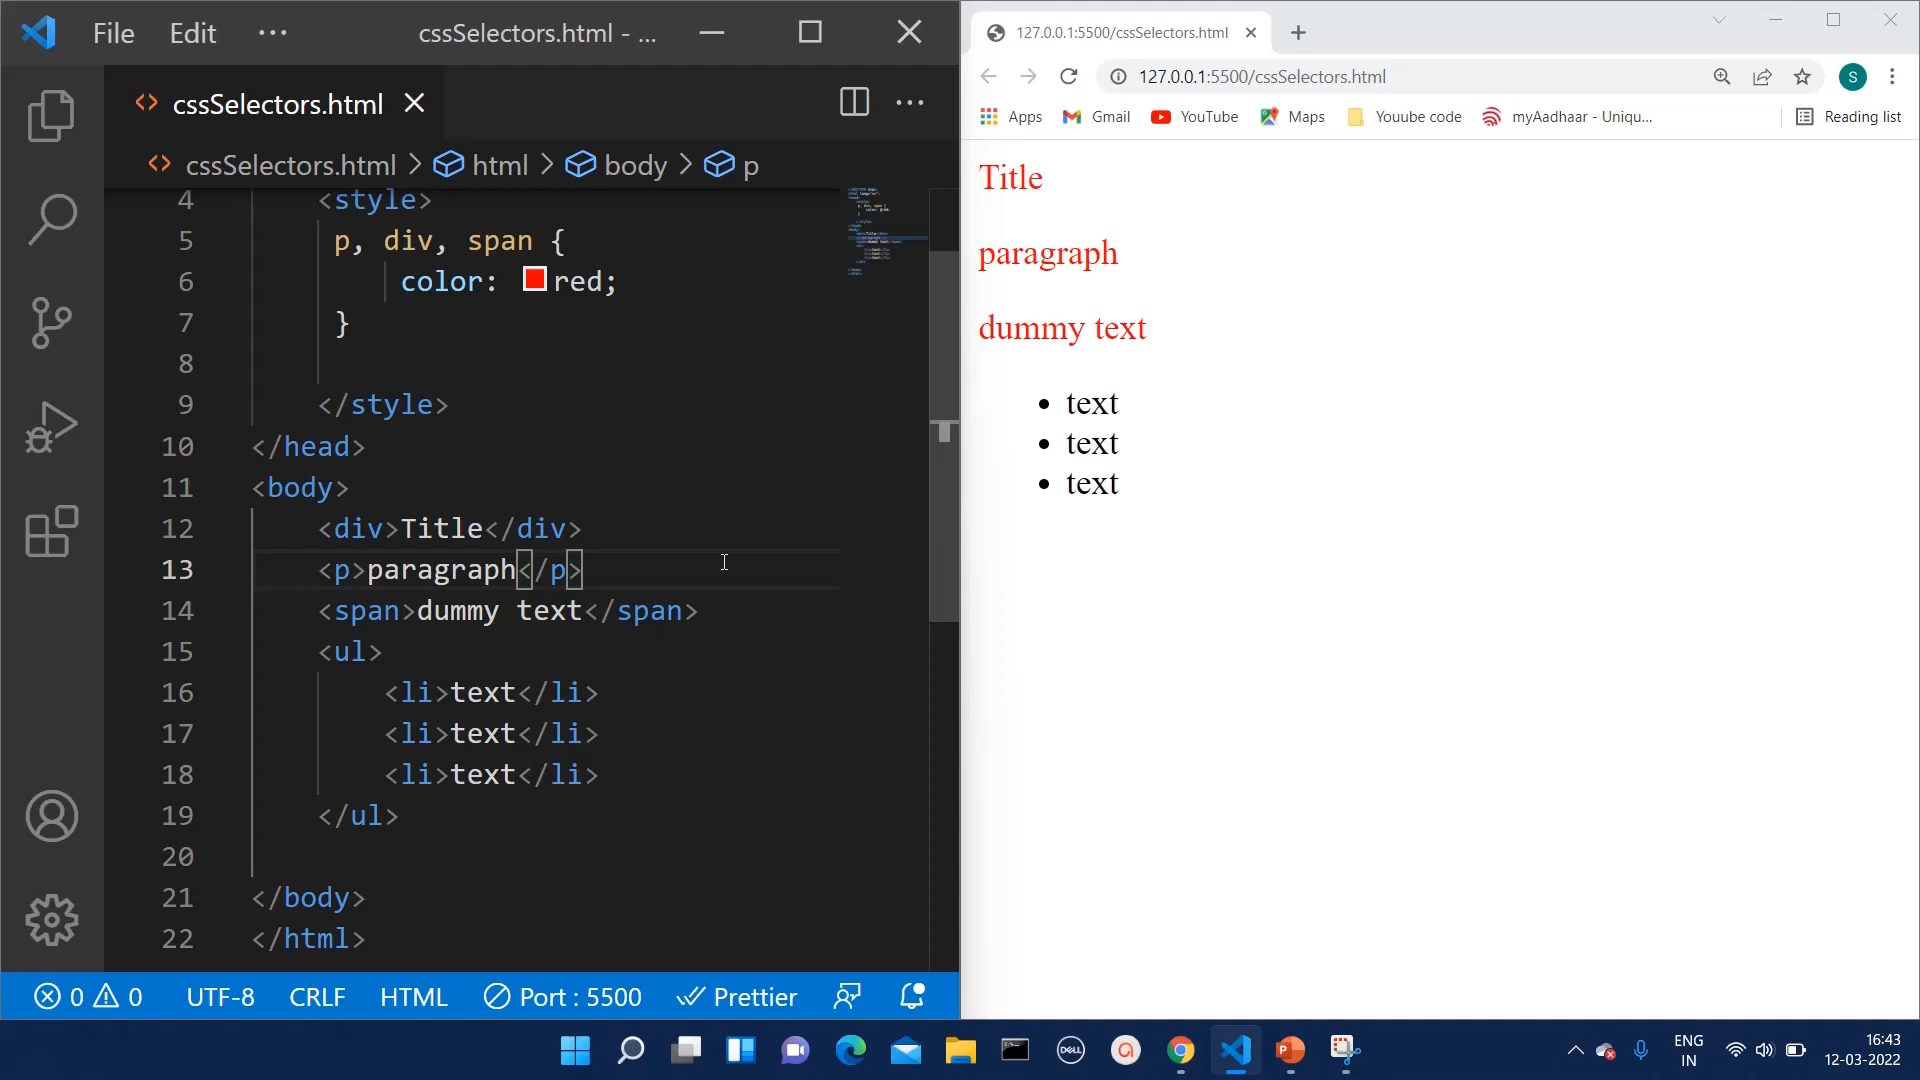 File Edit ··· cssSelectors.html - ...
cssSelectors.html
cssSelectors.html > html > body > p
4 <style>
5 p, div, span {
6 color: red;
7 }
8
9 </style>
10 </head>
11 <body>
12 <div>Title</div>
13 <p>paragraph</p>
14 <span>dummy text</span>
15 <ul>
16 <li>text</li>
17 <li>text</li>
18 <li>text</li>
19 </ul>
20
21 </body>
22 </html>
0 0 UTF-8 CRLF HTML Port : 5500 Prettier
127.0.0.1:5500/cssSelectors.html
127.0.0.1:5500/cssSelectors.html S
Apps Gmail YouTube Maps Youube code myAadhaar - Uniqu... Reading list
Title
paragraph
dummy text
• text
• text
• text
DELL
ENG
IN
16:43
12-03-2022